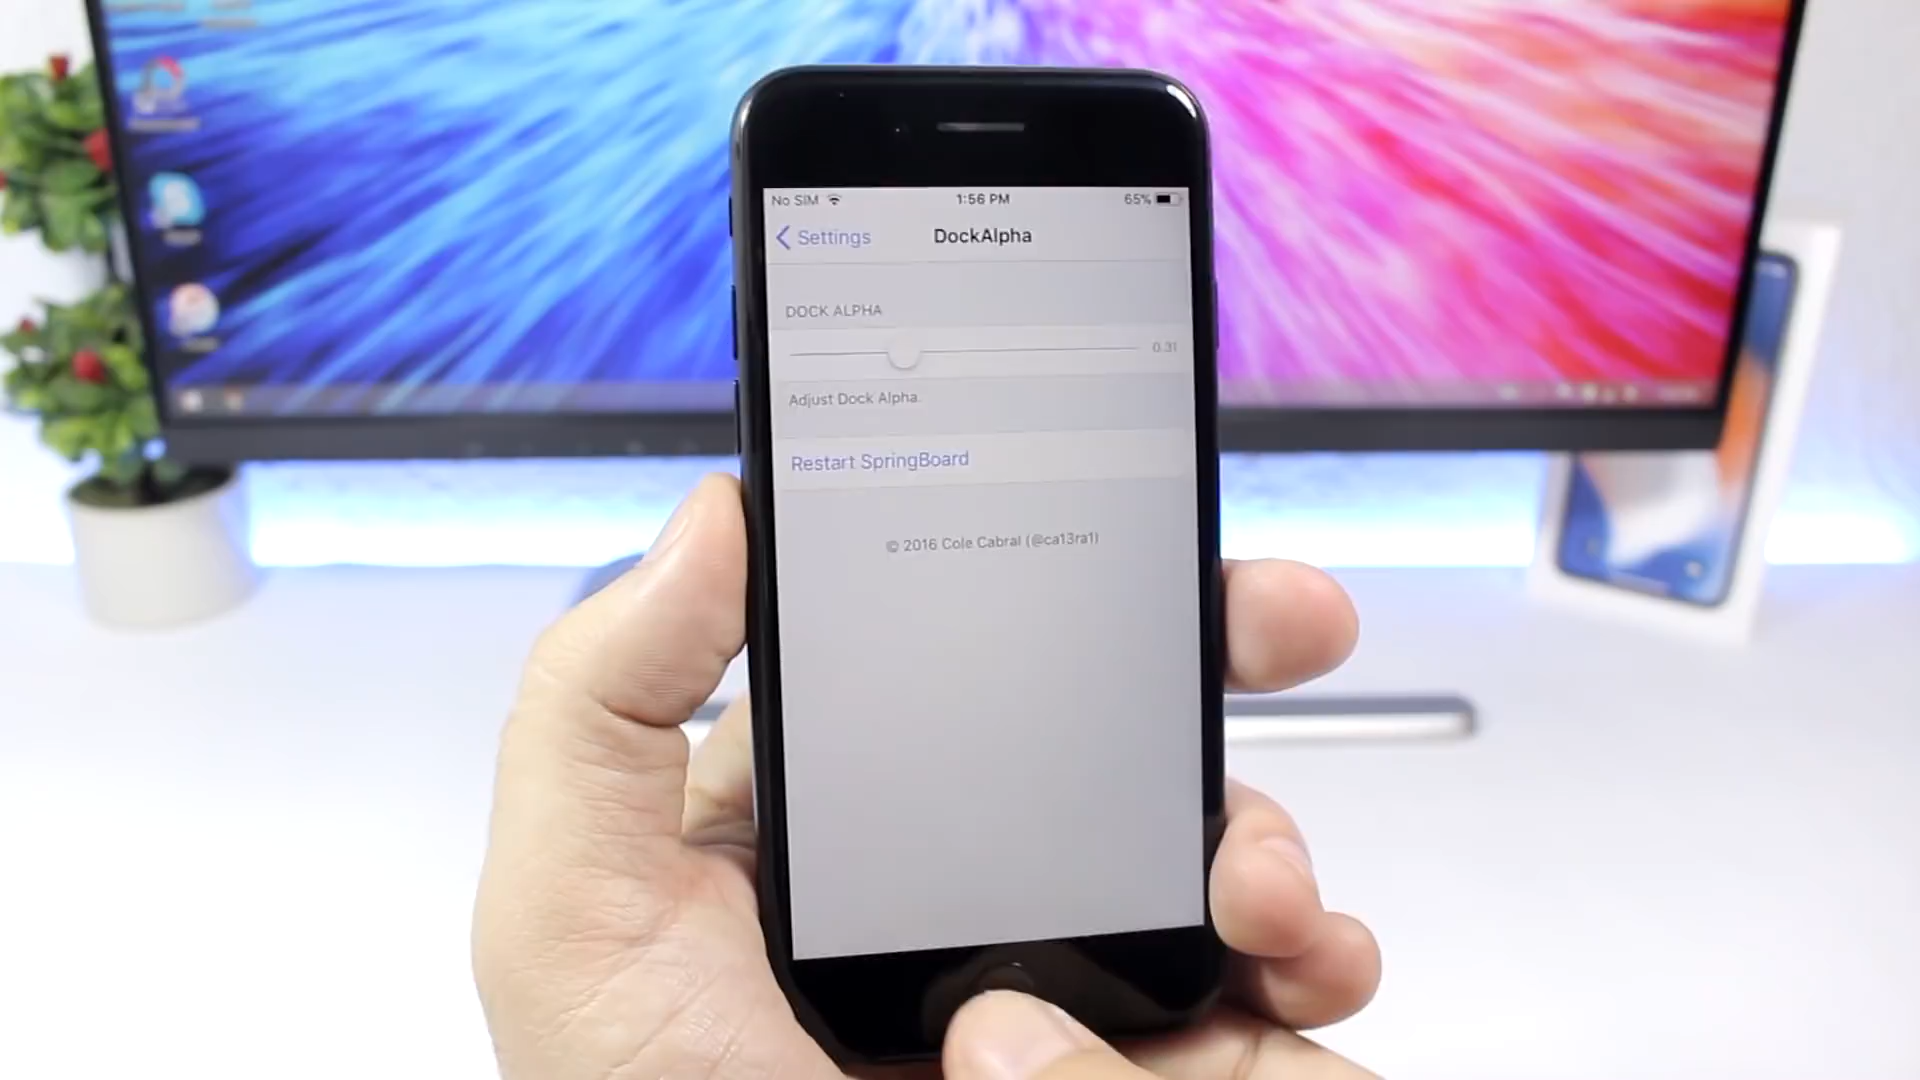 No SIM 1:56 PM 65%
Settings DockAlpha
DOCK ALPHA
0.31
Adjust Dock Alpha.
Restart SpringBoard
© 2016 Cole Cabral (@ca13ra1)